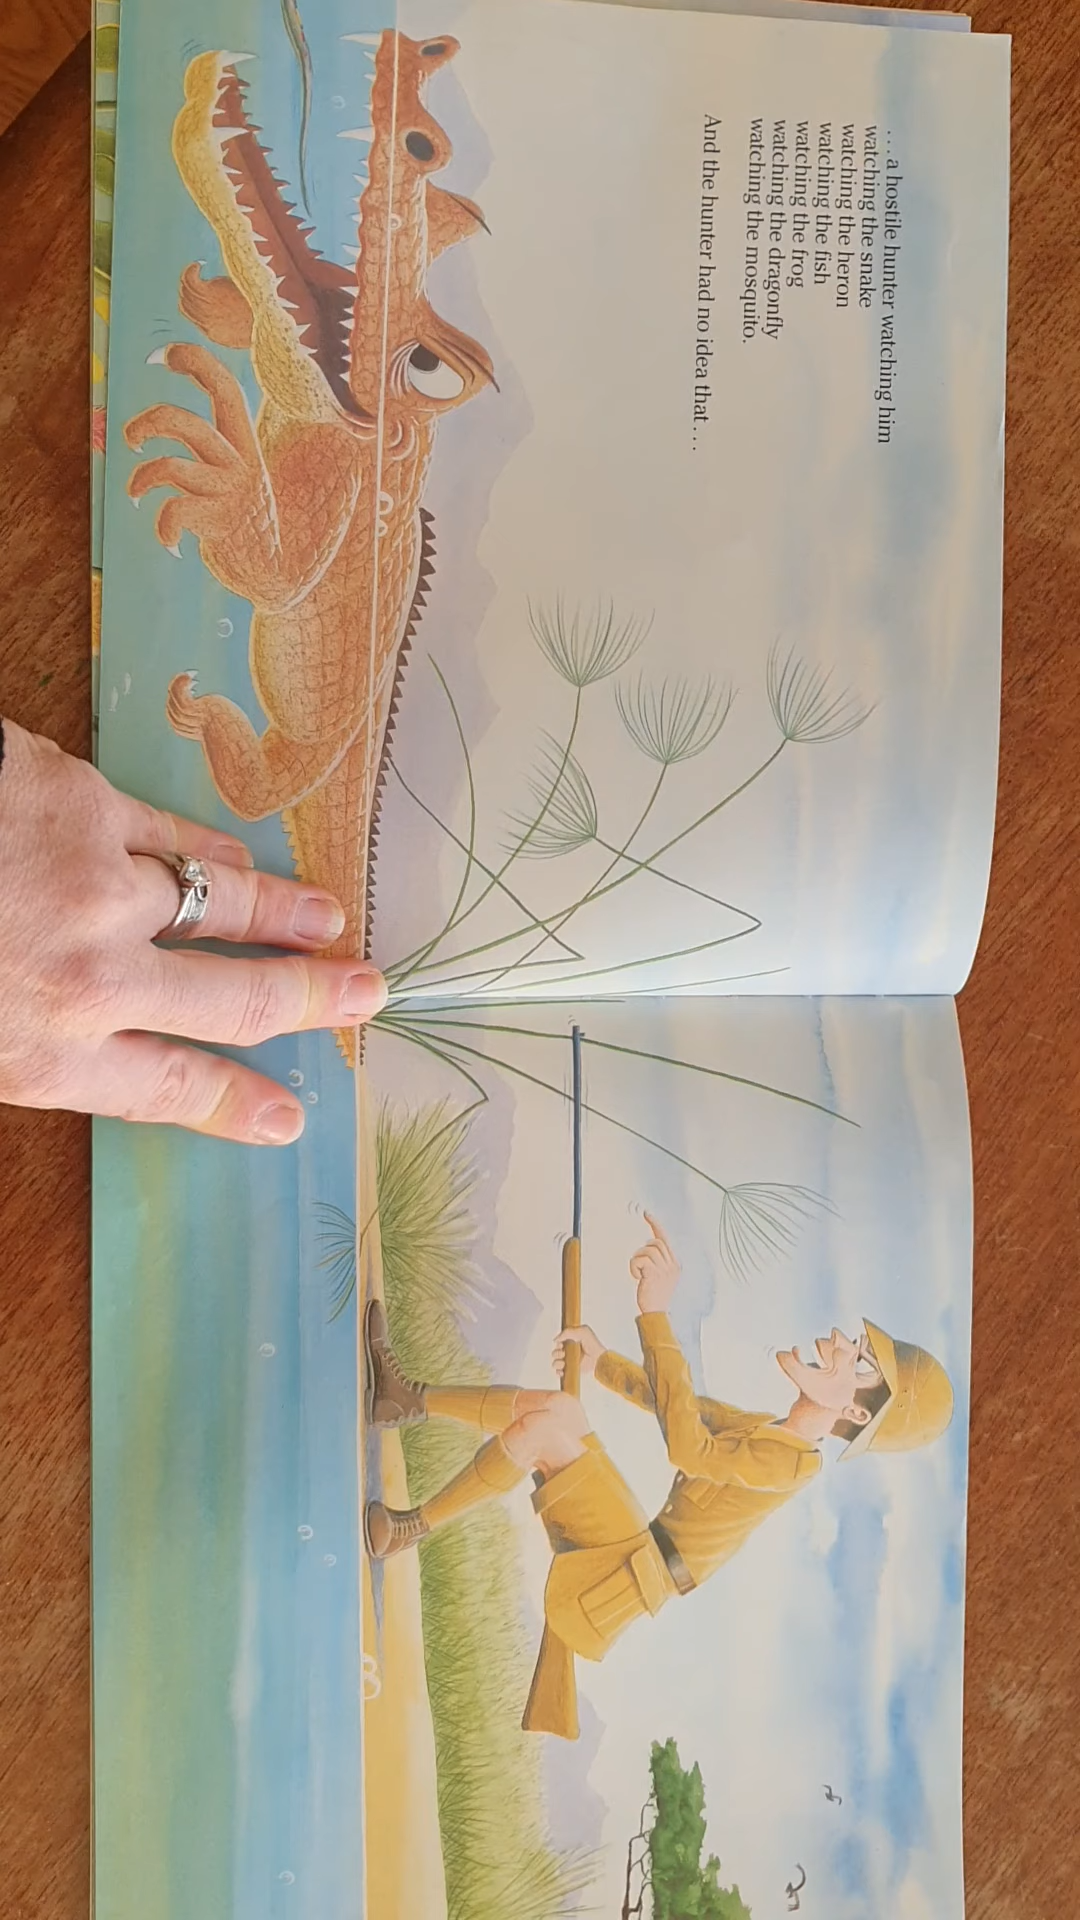 ...a hostile hunter watching him
watching the snake
watching the heron
watching the fish
watching the frog
watching the dragonfly
watching the mosquito.
And the hunter had no idea that...